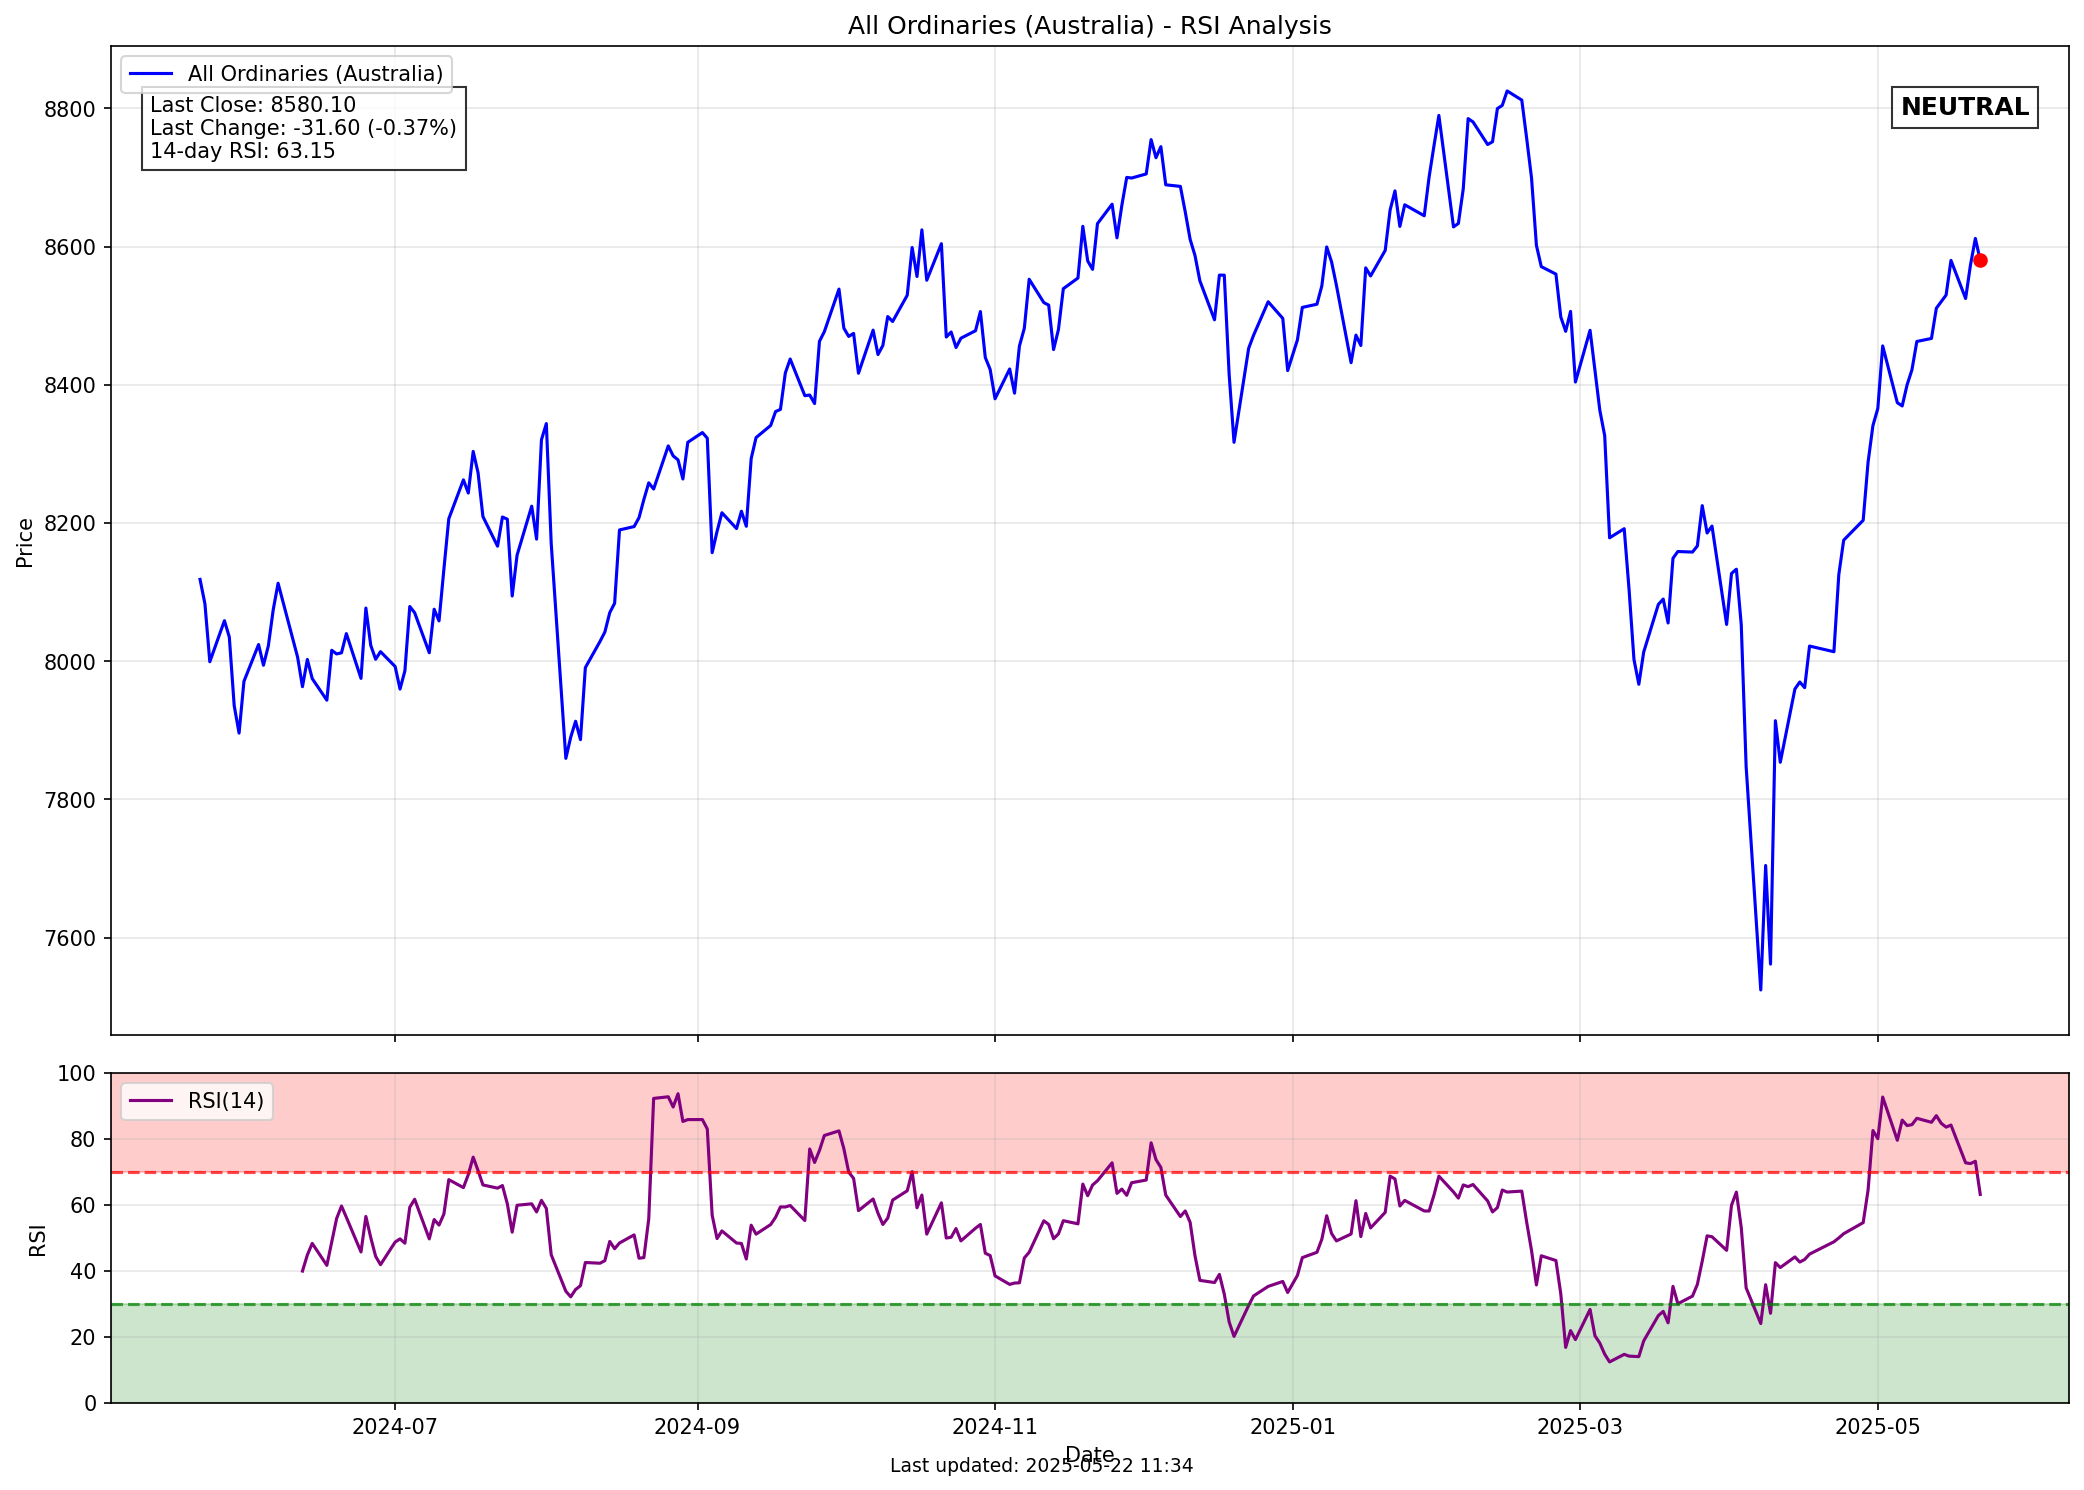 All Ordinaries (Australia) - RSI Analysis
All Ordinaries (Australia)
Last Close: 8580.10
Last Change: -31.60 (-0.37%)
14-day RSI: 63.15
NEUTRAL
Price
8800
8600
8400
8200
8000
7800
7600
RSI(14)
RSI
100
80
60
40
20
0
2024-07
2024-09
2024-11
2025-01
2025-03
2025-05
Date
Last updated: 2025-05-22 11:34